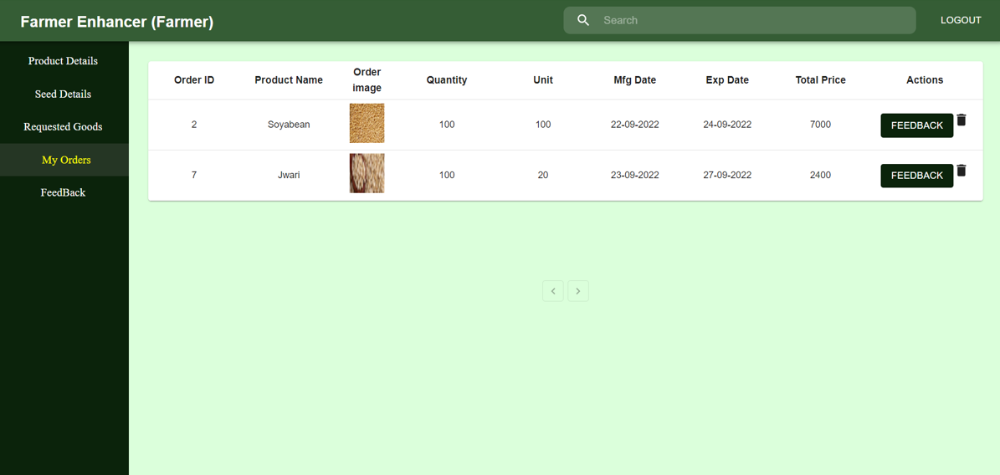 Farmer Enhancer (Farmer)
Search
LOGOUT
Product Details
Seed Details
Requested Goods
My Orders
FeedBack
Order ID Product Name Order image Quantity Unit Mfg Date Exp Date Total Price Actions
2 Soyabean 100 100 22-09-2022 24-09-2022 7000 FEEDBACK
7 Jwari 100 20 23-09-2022 27-09-2022 2400 FEEDBACK